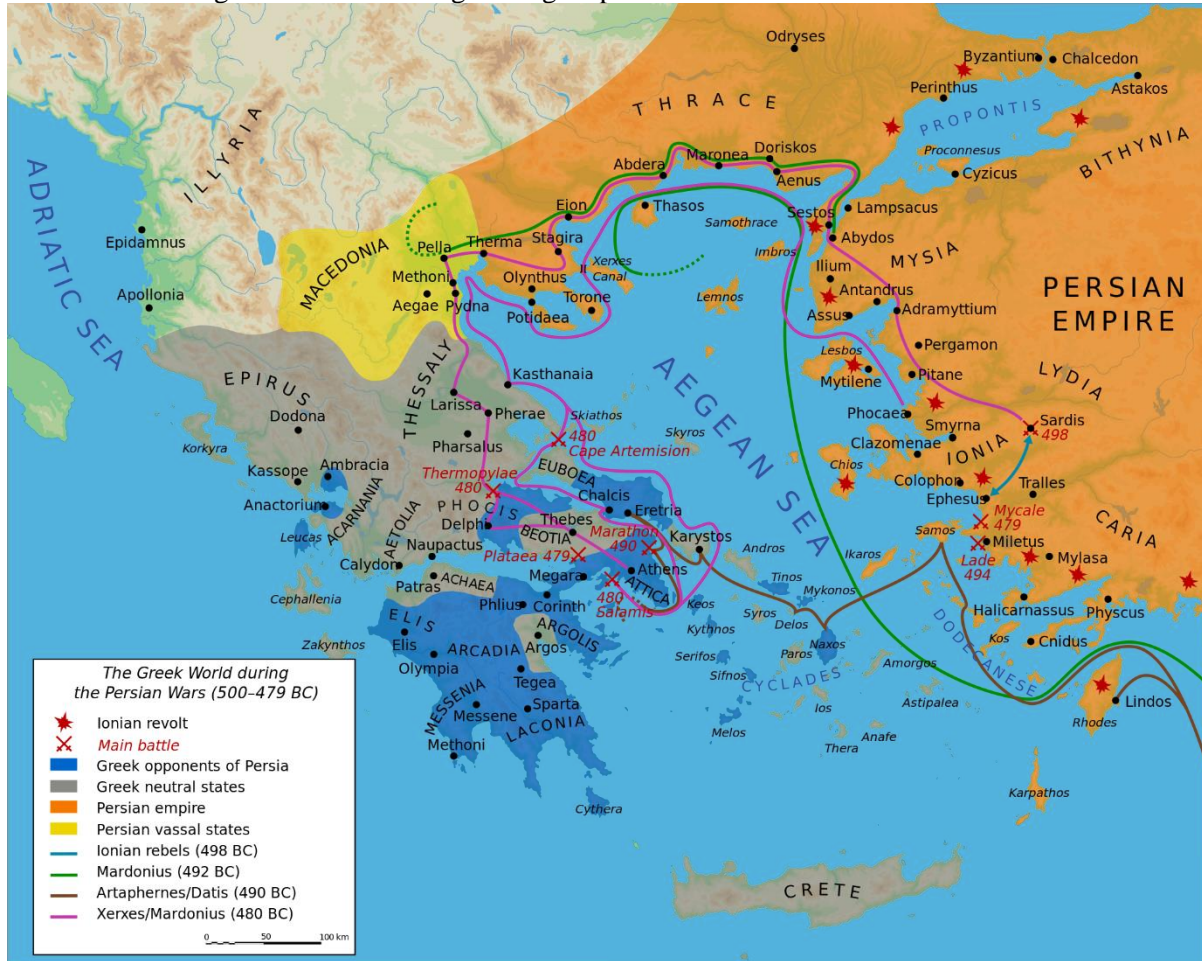 Odryses
Byzantium
Chalcedon
Perinthus
Astakos
THRACE
PROPONTIS
BITHYNIA
ILLYRIA
ADRIATIC SEA
Doriskos
Maronea
Abdera
Aenus
Proconnesus
Cyzicus
Eion
Thasos
Samothrace
Sestos
Lampsacus
Abydos
Epidamnus
MACEDONIA
Pella
Therma
Stagira
Xerxes
Canal
Imbros
MYSIA
Ilium
Methoni
Olynthus
Antandrus
PERSIAN
EMPIRE
Apollonia
Aegae
Pydna
Potidaea
Torone
Lemnos
Assus
Adramyttium
AEGEAN SEA
Pergamon
EPIRUS
THESSALY
Kasthanaia
Lesbos
Mytilene
Pitane
LYDIA
Dodona
Larissa
Pherae
Skiathos
Phocaea
Sardis
498
Korkyra
Pharsalus
480
Cape Artemision
Skyros
Smyrna
Clazomenae
IONIA
Kassope
Ambracia
Thermopylae
480
EUBOEA
Chios
Colophon
Tralles
Anactorium
ACARNANIA
PHOCIS
Chalcis
Eretria
Ephesus
Mycale
479
Leucas
AETOLIA
Delphi
Thebes
BEOTIA
Marathon
490
Karystos
Samos
Miletus
CARIA
Naupactus
Plataea 479
Andros
Ikaros
Lade
494
Mylasa
Calydon
Patras
ACHAEA
Megara
Athens
ATTICA
Tinos
Mykonos
Cephallenia
Phlius
Corinth
480
Salamis
Keos
Syros
Delos
Halicarnassus
Physcus
ELIS
Elis
ARGOLIS
Argos
Kythnos
Paros
Naxos
DODECANESE
Kos
Cnidus
Zakynthos
Olympia
ARCADIA
Serifos
Sifnos
CYCLADES
Amorgos
Tegea
MESSENIA
Messene
Sparta
LACONIA
Ios
Astipalea
Rhodes
Lindos
Methoni
Melos
Thera
Anafe
Cythera
Karpathos
CRETE
The Greek World during
the Persian Wars (500–479 BC)
Ionian revolt
Main battle
Greek opponents of Persia
Greek neutral states
Persian empire
Persian vassal states
Ionian rebels (498 BC)
Mardonius (492 BC)
Artaphernes/Datis (490 BC)
Xerxes/Mardonius (480 BC)
0 50 100 km